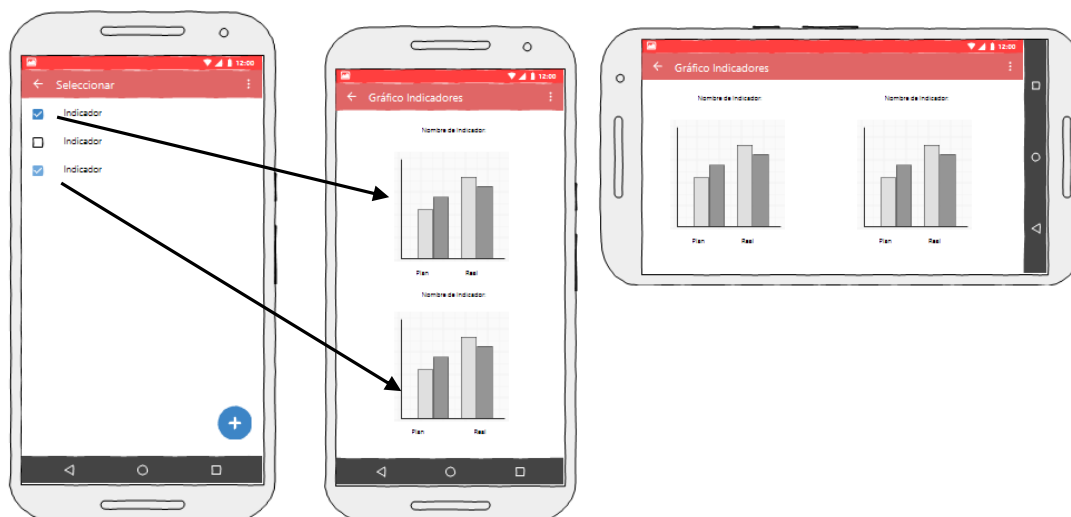 12:00
Seleccionar
Indicador
Indicador
Indicador
12:00
Gráfico Indicadores
Nombre de Indicador:
Plan Real
Nombre de Indicador:
Plan Real
12:00
Gráfico Indicadores
Nombre de Indicador: Nombre de Indicador:
Plan Real Plan Real